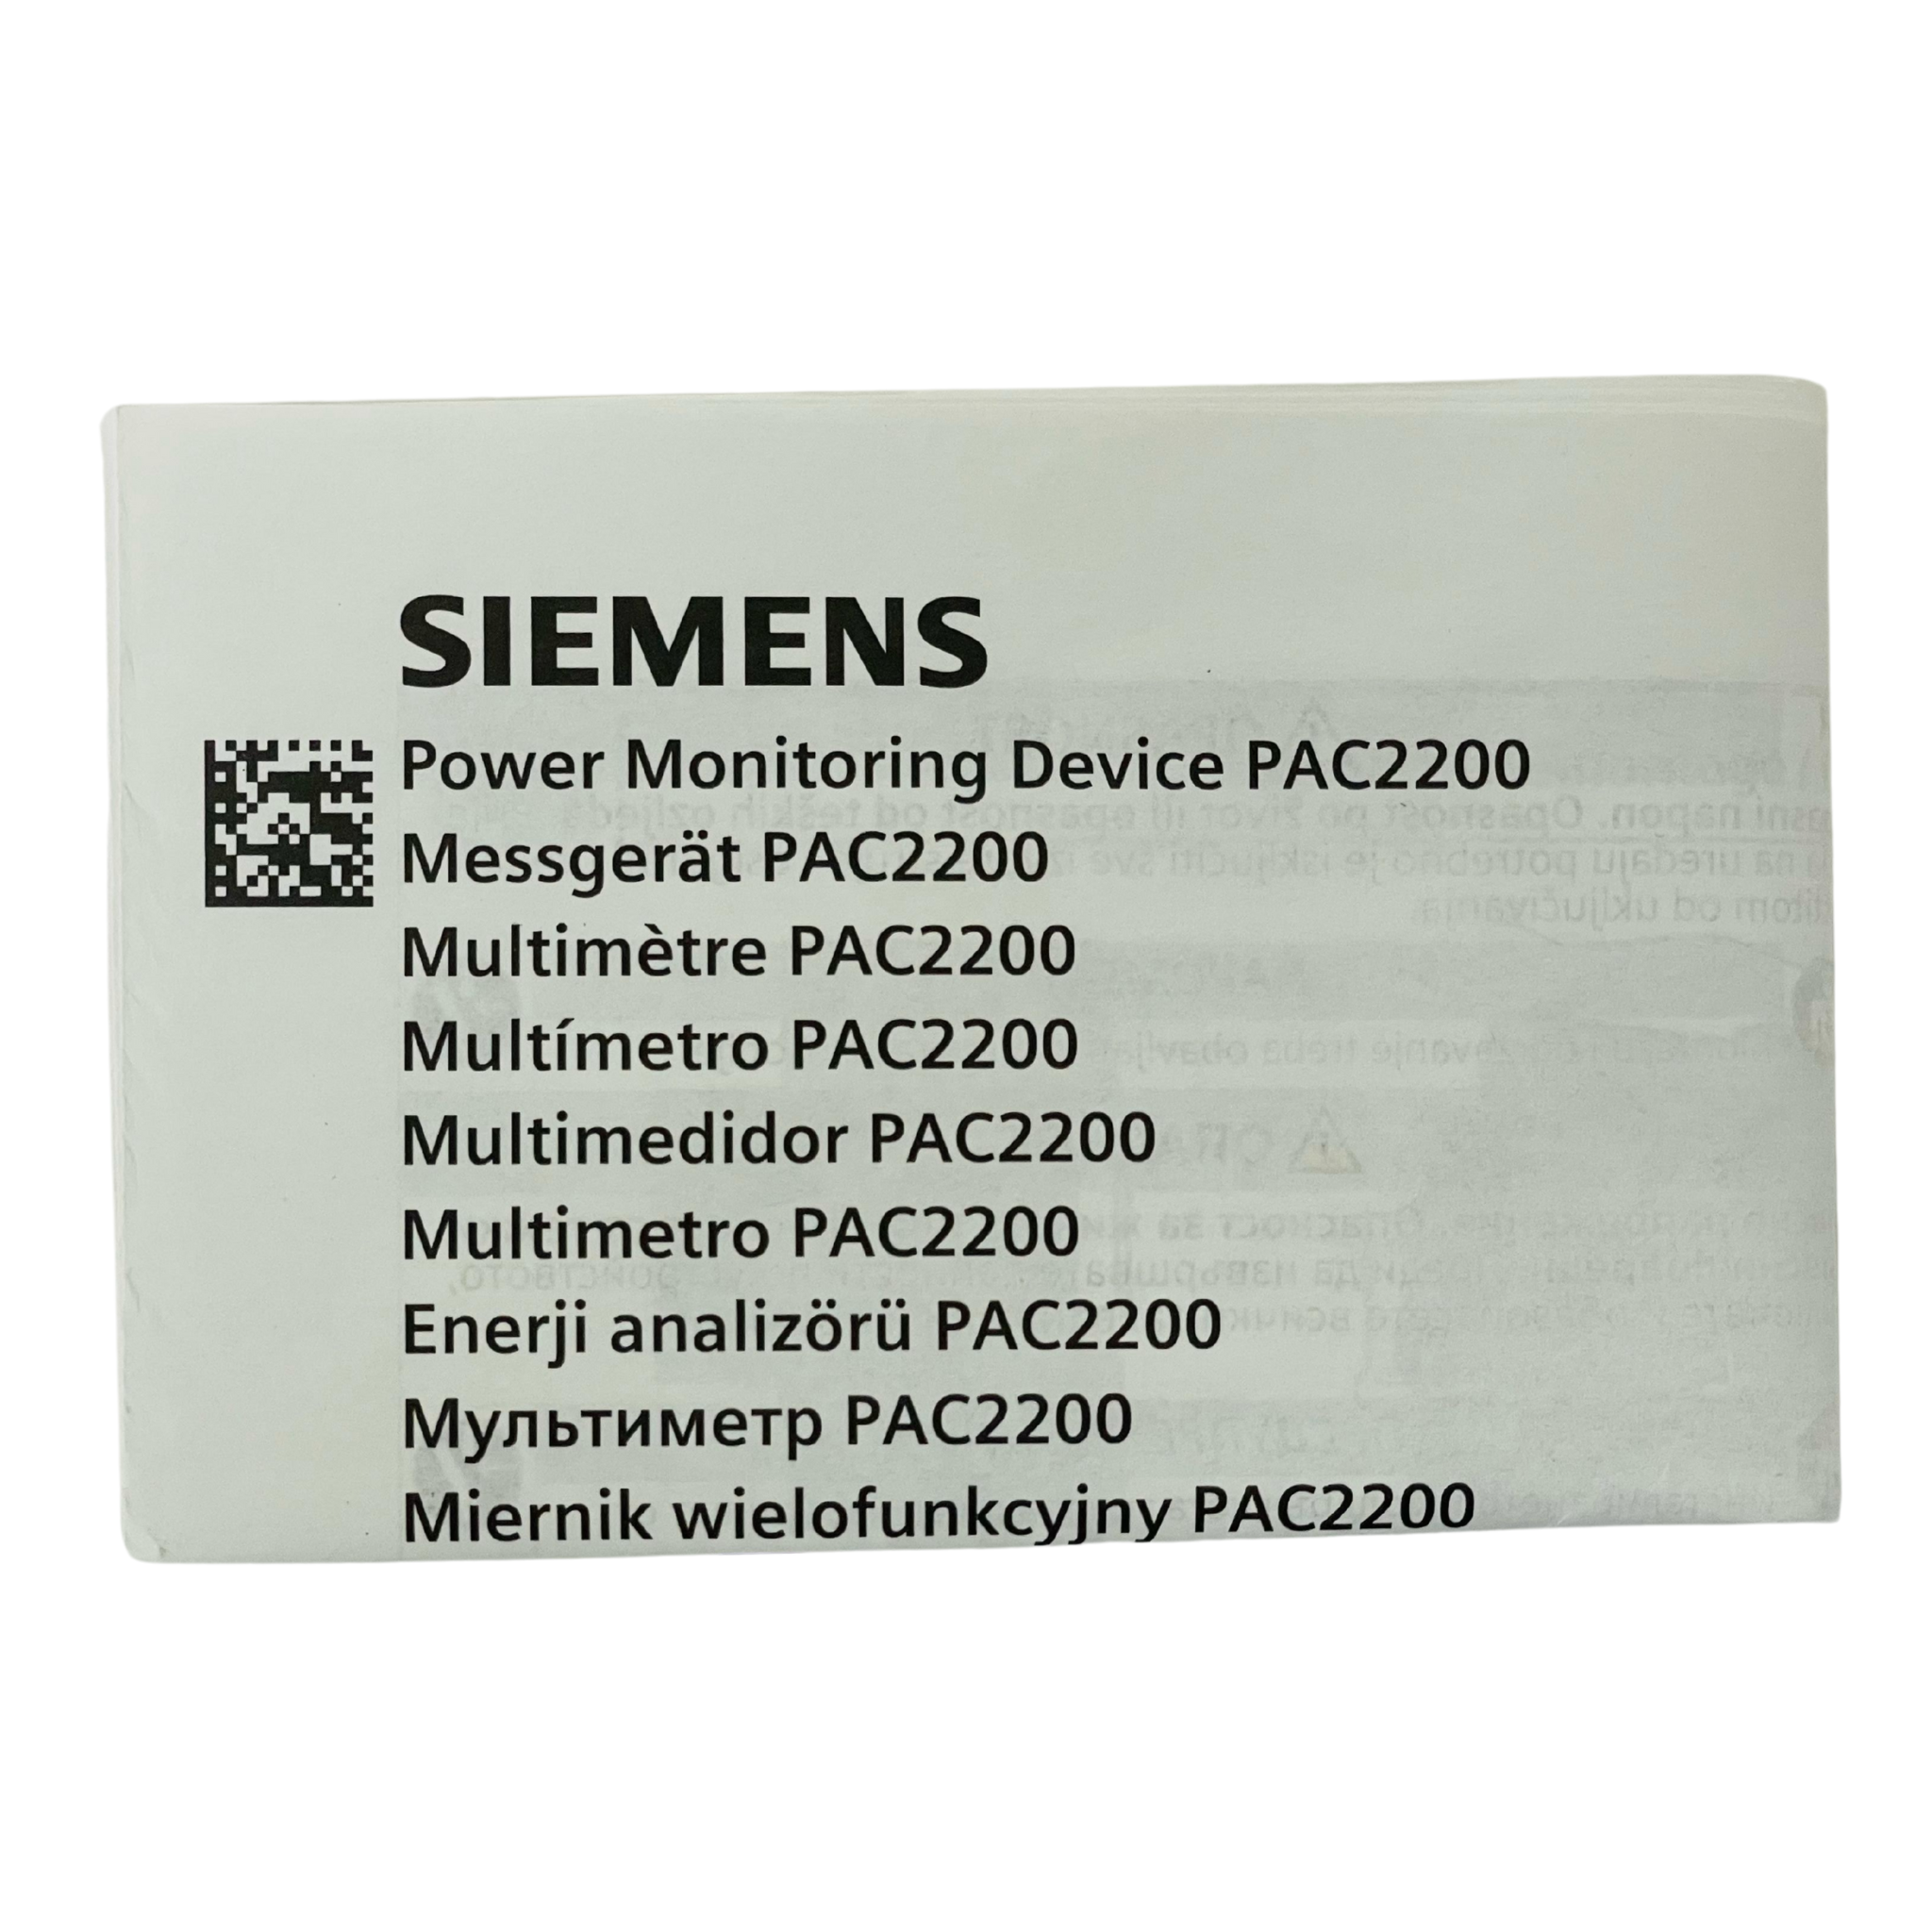 SIEMENS
Power Monitoring Device PAC2200
Messgerät PAC2200
Multimètre PAC2200
Multímetro PAC2200
Multimedidor PAC2200
Multimetro PAC2200
Enerji analizörü PAC2200
Мультиметр PAC2200
Miernik wielofunkcyjny PAC2200